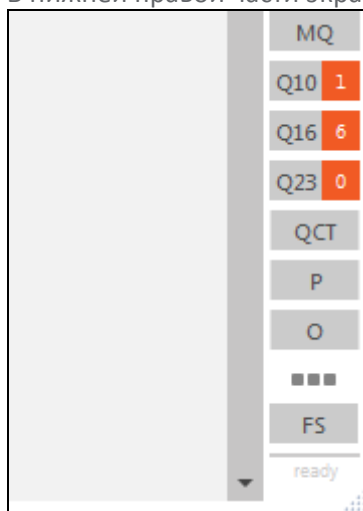 В нижней правой части экра
MQ
Q10 1
Q16 6
Q23 0
QCT
P
O
FS
ready